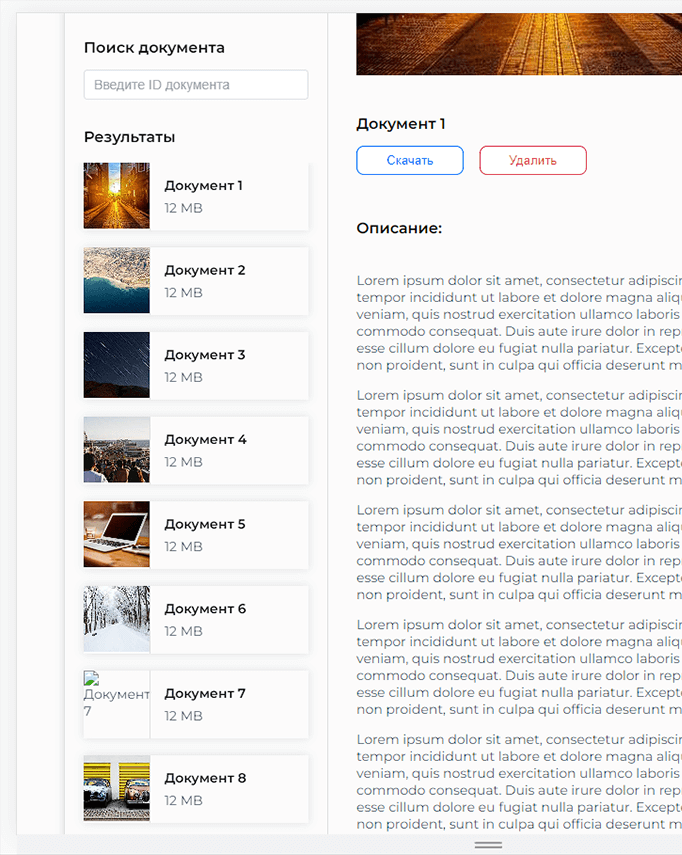 Поиск документа
Введите ID документа
Результаты
Документ 1
12 MB
Документ 2
12 MB
Документ 3
12 MB
Документ 4
12 MB
Документ 5
12 MB
Документ 6
12 MB
Документ
7
Документ 7
12 MB
Документ 8
12 MB
Документ 1
Скачать
Удалить
Описание:
Lorem ipsum dolor sit amet, consectetur adipiscin
tempor incididunt ut labore et dolore magna aliqu
veniam, quis nostrud exercitation ullamco laboris
commodo consequat. Duis aute irure dolor in repr
esse cillum dolore eu fugiat nulla pariatur. Excepte
non proident, sunt in culpa qui officia deserunt m
Lorem ipsum dolor sit amet, consectetur adipiscin
tempor incididunt ut labore et dolore magna aliqu
veniam, quis nostrud exercitation ullamco laboris
commodo consequat. Duis aute irure dolor in repr
esse cillum dolore eu fugiat nulla pariatur. Excepte
non proident, sunt in culpa qui officia deserunt m
Lorem ipsum dolor sit amet, consectetur adipiscin
tempor incididunt ut labore et dolore magna aliqu
veniam, quis nostrud exercitation ullamco laboris
commodo consequat. Duis aute irure dolor in repr
esse cillum dolore eu fugiat nulla pariatur. Excepte
non proident, sunt in culpa qui officia deserunt m
Lorem ipsum dolor sit amet, consectetur adipiscin
tempor incididunt ut labore et dolore magna aliqu
veniam, quis nostrud exercitation ullamco laboris
commodo consequat. Duis aute irure dolor in repr
esse cillum dolore eu fugiat nulla pariatur. Excepte
non proident, sunt in culpa qui officia deserunt m
Lorem ipsum dolor sit amet, consectetur adipiscin
tempor incididunt ut labore et dolore magna aliqu
veniam, quis nostrud exercitation ullamco laboris
commodo consequat. Duis aute irure dolor in repr
esse cillum dolore eu fugiat nulla pariatur. Excepte
non proident, sunt in culpa qui officia deserunt m